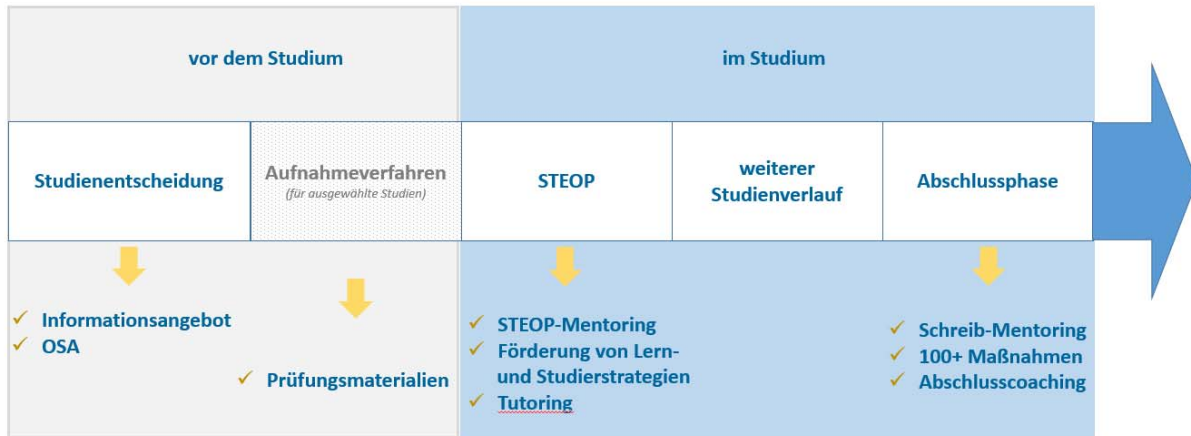 vor dem Studium
im Studium
Studienentscheidung
Aufnahmeverfahren
(für ausgewählte Studien)
STEOP
weiterer
Studienverlauf
Abschlussphase
Informationsangebot
OSA
Prüfungsmaterialien
STEOP-Mentoring
Förderung von Lern-
und Studierstrategien
Tutoring
Schreib-Mentoring
100+ Maßnahmen
Abschlusscoaching